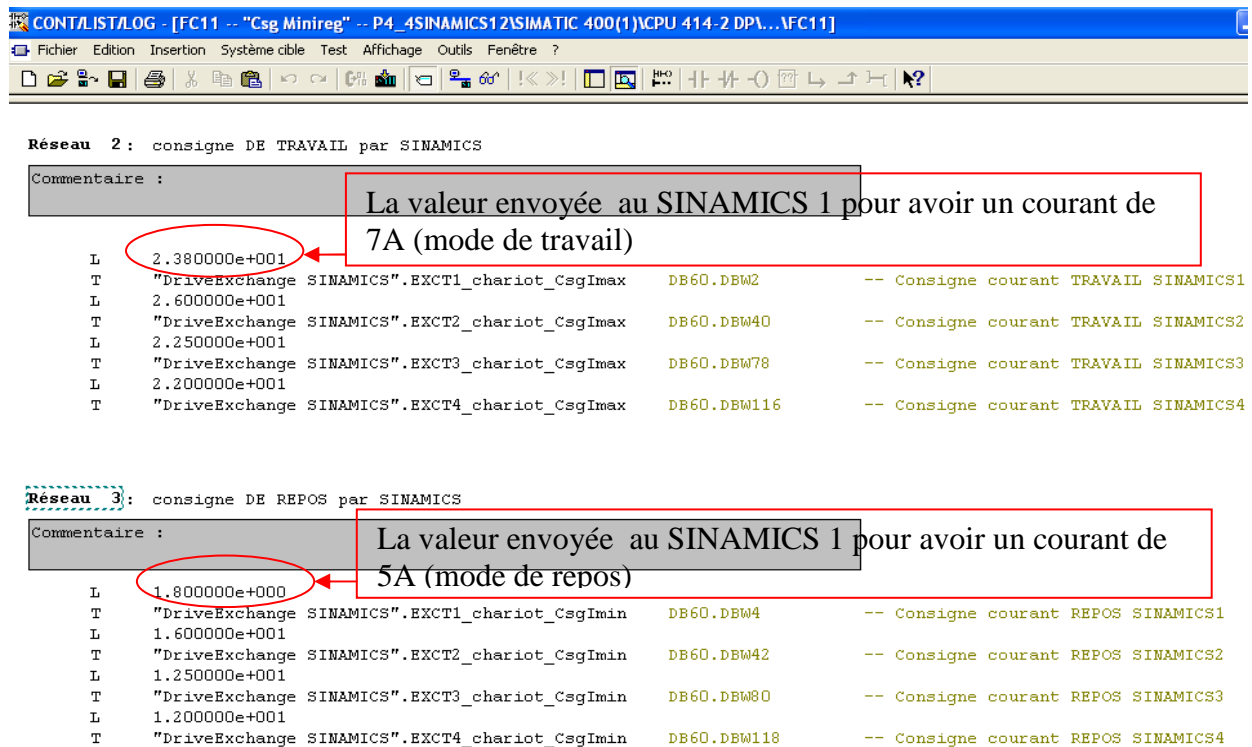 CONT/LIST/LOG - [FC11 -- "Csg Minireg" -- P4_4SINAMICS12\SIMATIC 400(1)\CPU 414-2 DP\...\FC11]
Fichier Edition Insertion Système cible Test Affichage Outils Fenêtre ?
Réseau 2 : consigne DE TRAVAIL par SINAMICS
Commentaire :
La valeur envoyée au SINAMICS 1 pour avoir un courant de
7A (mode de travail)
L 2.380000e+001
T "DriveExchange SINAMICS".EXCT1_chariot_CsgImax DB60.DBW2 -- Consigne courant TRAVAIL SINAMICS1
L 2.600000e+001
T "DriveExchange SINAMICS".EXCT2_chariot_CsgImax DB60.DBW40 -- Consigne courant TRAVAIL SINAMICS2
L 2.250000e+001
T "DriveExchange SINAMICS".EXCT3_chariot_CsgImax DB60.DBW78 -- Consigne courant TRAVAIL SINAMICS3
L 2.200000e+001
T "DriveExchange SINAMICS".EXCT4_chariot_CsgImax DB60.DBW116 -- Consigne courant TRAVAIL SINAMICS4
Réseau 3 : consigne DE REPOS par SINAMICS
Commentaire :
La valeur envoyée au SINAMICS 1 pour avoir un courant de
5A (mode de repos)
L 1.800000e+000
T "DriveExchange SINAMICS".EXCT1_chariot_CsgImin DB60.DBW4 -- Consigne courant REPOS SINAMICS1
L 1.600000e+001
T "DriveExchange SINAMICS".EXCT2_chariot_CsgImin DB60.DBW42 -- Consigne courant REPOS SINAMICS2
L 1.250000e+001
T "DriveExchange SINAMICS".EXCT3_chariot_CsgImin DB60.DBW80 -- Consigne courant REPOS SINAMICS3
L 1.200000e+001
T "DriveExchange SINAMICS".EXCT4_chariot_CsgImin DB60.DBW118 -- Consigne courant REPOS SINAMICS4